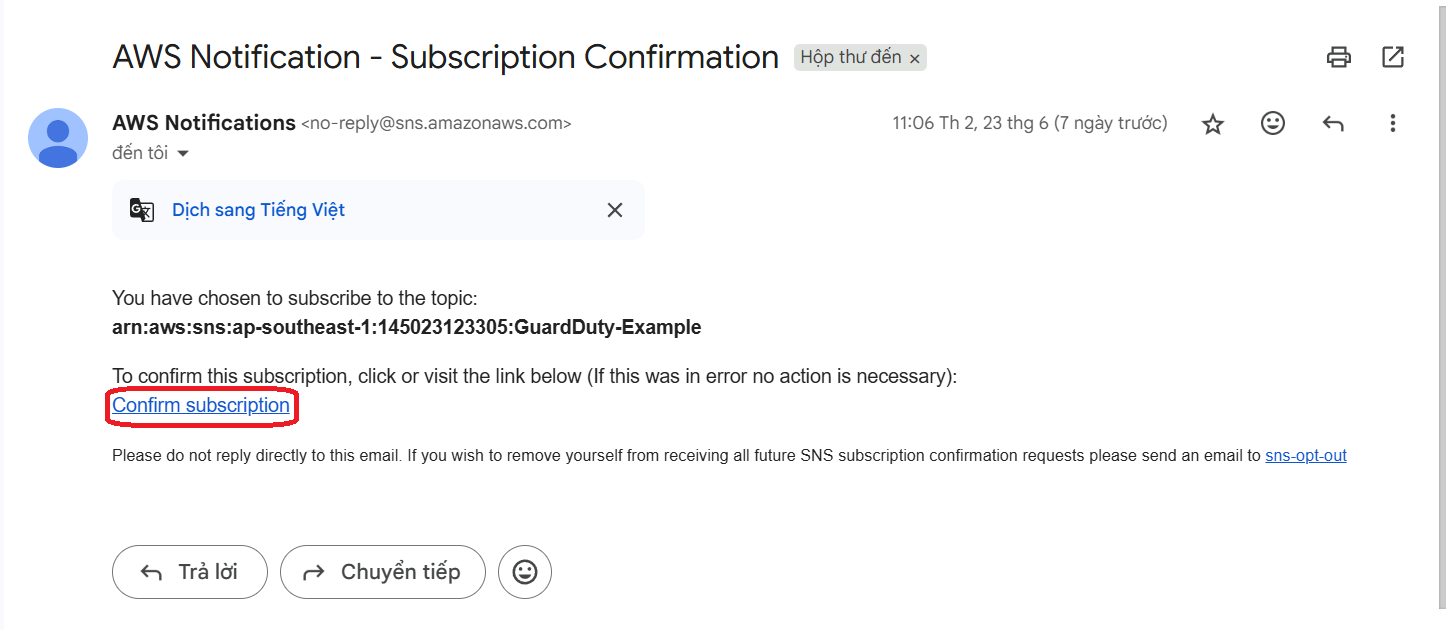 AWS Notification - Subscription Confirmation Hộp thư đến ×
AWS Notifications <no-reply@sns.amazonaws.com> 11:06 Th 2, 23 thg 6 (7 ngày trước)
đến tôi
Dịch sang Tiếng Việt
You have chosen to subscribe to the topic:
arn:aws:sns:ap-southeast-1:145023123305:GuardDuty-Example
To confirm this subscription, click or visit the link below (If this was in error no action is necessary):
Confirm subscription
Please do not reply directly to this email. If you wish to remove yourself from receiving all future SNS subscription confirmation requests please send an email to sns-opt-out
Trả lời Chuyển tiếp